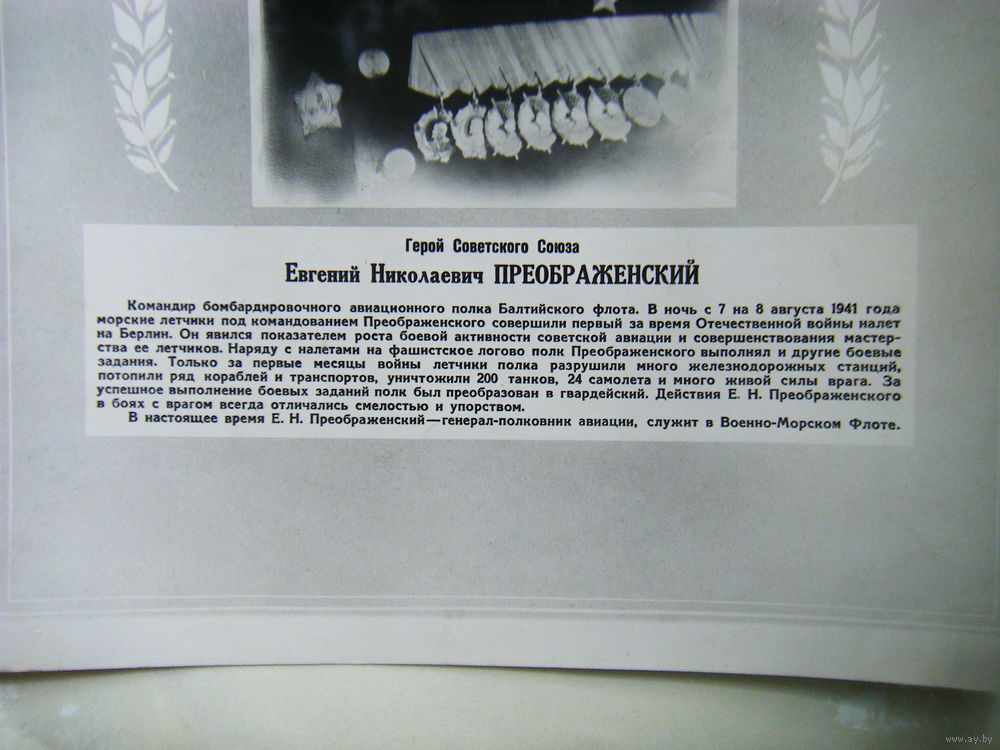 Герой Советского Союза
Евгений Николаевич ПРЕОБРАЖЕНСКИЙ
Командир бомбардировочного авиационного полка Балтийского флота. В ночь с 7 на 8 августа 1941 года
морские летчики под командованием Преображенского совершили первый за время Отечественной войны налет
на Берлин. Он явился показателем роста боевой активности советской авиации и совершенствования мастер-
ства ее летчиков. Наряду с налетами на фашистское логово полк Преображенского выполнял и другие боевые
задания. Только за первые месяцы войны летчики полка разрушили много железнодорожных станций,
потопили ряд кораблей и транспортов, уничтожили 200 танков, 24 самолета и много живой силы врага. За
успешное выполнение боевых заданий полк был преобразован в гвардейский. Действия Е. Н. Преображенского
в боях с врагом всегда отличались смелостью и упорством.
В настоящее время Е. Н. Преображенский—генерал-полковник авиации, служит в Военно-Морском Флоте.
www.ay.by